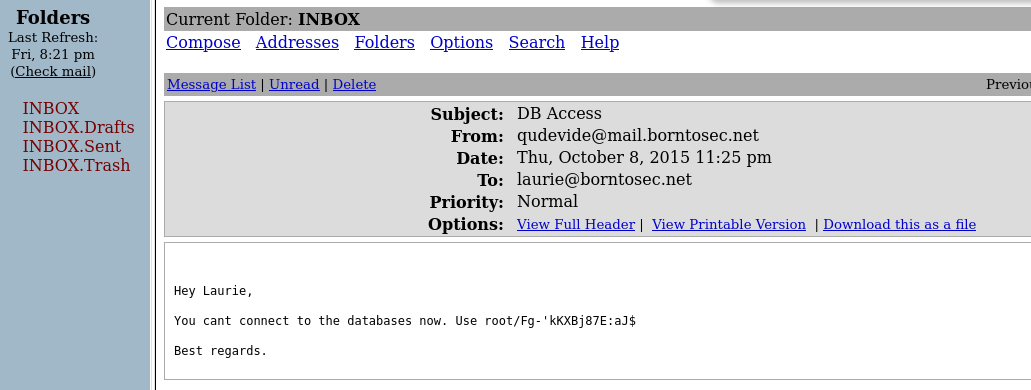 Folders
Last Refresh:
Fri, 8:21 pm
(Check mail)
INBOX
INBOX.Drafts
INBOX.Sent
INBOX.Trash
Current Folder: INBOX
Compose Addresses Folders Options Search Help
Message List | Unread | Delete
Subject: DB Access
From: qudevide@mail.borntosec.net
Date: Thu, October 8, 2015 11:25 pm
To: laurie@borntosec.net
Priority: Normal
Options: View Full Header | View Printable Version | Download this as a file
Hey Laurie,
You cant connect to the databases now. Use root/Fg-'kKXBj87E:aJ$
Best regards.